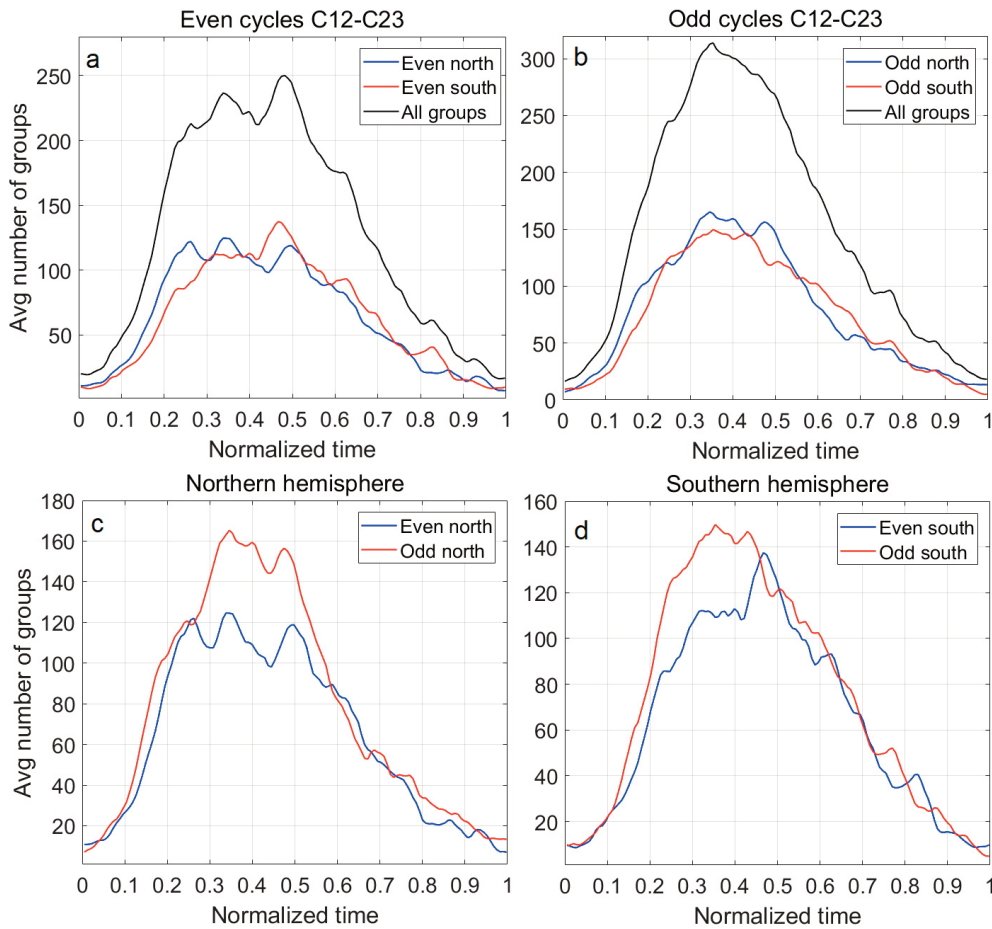 Even cycles C12-C23
a
Even north
Even south
All groups
250
200
150
100
50
Avg number of groups
0 0.1 0.2 0.3 0.4 0.5 0.6 0.7 0.8 0.9 1
Normalized time
Odd cycles C12-C23
b
Odd north
Odd south
All groups
300
250
200
150
100
50
0
0 0.1 0.2 0.3 0.4 0.5 0.6 0.7 0.8 0.9 1
Normalized time
Northern hemisphere
c
Even north
Odd north
180
160
140
120
100
80
60
40
20
Avg number of groups
0 0.1 0.2 0.3 0.4 0.5 0.6 0.7 0.8 0.9 1
Normalized time
Southern hemisphere
d
Even south
Odd south
160
140
120
100
80
60
40
20
0 0.1 0.2 0.3 0.4 0.5 0.6 0.7 0.8 0.9 1
Normalized time